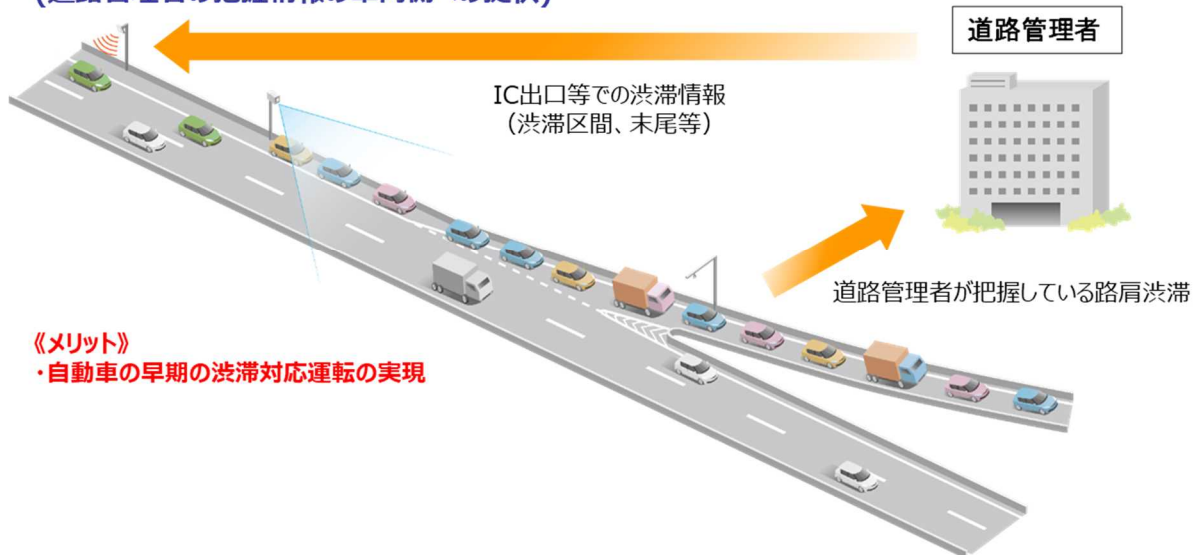 道路管理者
IC出口等での渋滞情報
（渋滞区間、末尾等）
道路管理者が把握している路肩渋滞
《メリット》
・自動車の早期の渋滞対応運転の実現